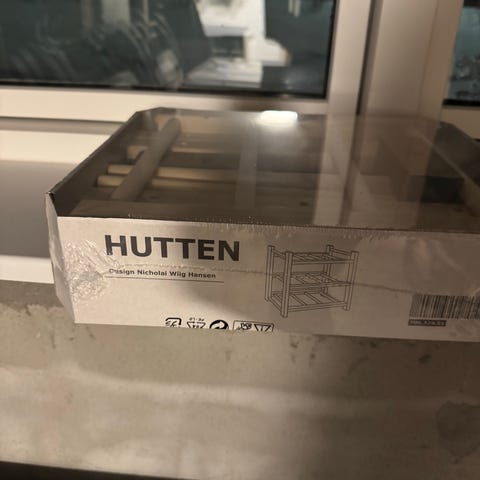 HUTTEN
Design Nicholai Wiig Hansen